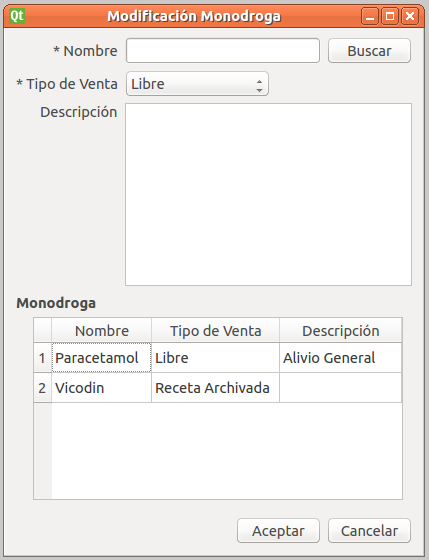 Qt Modificación Monodroga
* Nombre Buscar
* Tipo de Venta Libre
Descripción
Monodroga
Nombre Tipo de Venta Descripción
1 Paracetamol Libre Alivio General
2 Vicodin Receta Archivada
Aceptar Cancelar